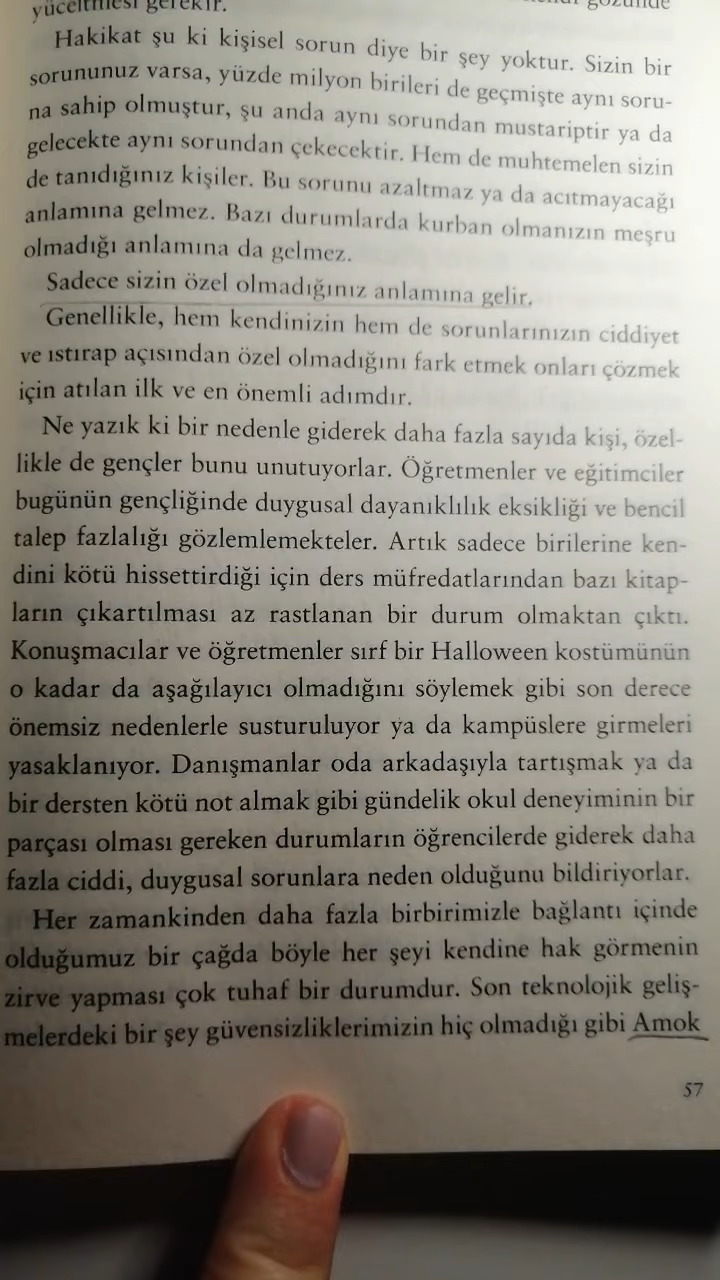 yüceltmesi gerekir. gözünde
Hakikat şu ki kişisel sorun diye bir şey yoktur. Sizin bir
sorununuz varsa, yüzde milyon birileri de geçmişte aynı soru-
na sahip olmuştur, şu anda aynı sorundan mustariptir ya da
gelecekte aynı sorundan çekecektir. Hem de muhtemelen sizin
de tanıdığınız kişiler. Bu sorunu azaltmaz ya da acıtmayacağı
anlamına gelmez. Bazı durumlarda kurban olmanızın meşru
olmadığı anlamına da gelmez.
Sadece sizin özel olmadığınız anlamına gelir.
Genellikle, hem kendinizin hem de sorunlarınızın ciddiyet
ve ıstırap açısından özel olmadığını fark etmek onları çözmek
için atılan ilk ve en önemli adımdır.
Ne yazık ki bir nedenle giderek daha fazla sayıda kişi, özel-
likle de gençler bunu unutuyorlar. Öğretmenler ve eğitimciler
bugünün gençliğinde duygusal dayanıklılık eksikliği ve bencil
talep fazlalığı gözlemlemekteler. Artık sadece birilerine ken-
dini kötü hissettirdiği için ders müfredatlarından bazı kitap-
ların çıkartılması az rastlanan bir durum olmaktan çıktı.
Konuşmacılar ve öğretmenler sırf bir Halloween kostümünün
o kadar da aşağılayıcı olmadığını söylemek gibi son derece
önemsiz nedenlerle susturuluyor ya da kampüslere girmeleri
yasaklanıyor. Danışmanlar oda arkadaşıyla tartışmak ya da
bir dersten kötü not almak gibi gündelik okul deneyiminin bir
parçası olması gereken durumların öğrencilerde giderek daha
fazla ciddi, duygusal sorunlara neden olduğunu bildiriyorlar.
Her zamankinden daha fazla birbirimizle bağlantı içinde
olduğumuz bir çağda böyle her şeyi kendine hak görmenin
zirve yapması çok tuhaf bir durumdur. Son teknolojik geliş-
melerdeki bir şey güvensizliklerimizin hiç olmadığı gibi Amok
57